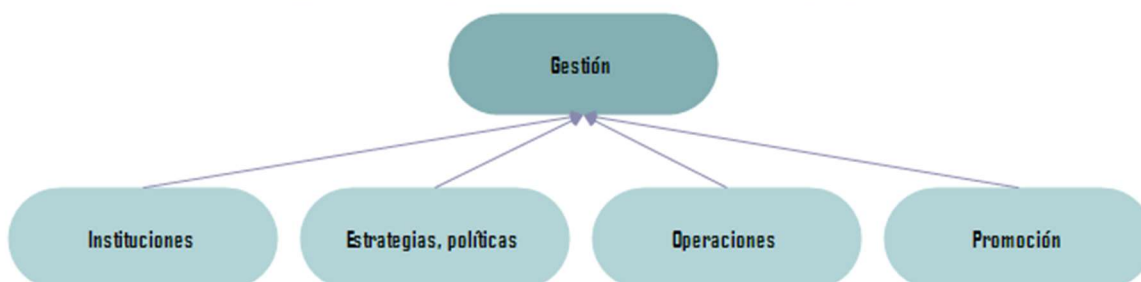 Gestión
Instituciones
Estrategias, políticas
Operaciones
Promoción